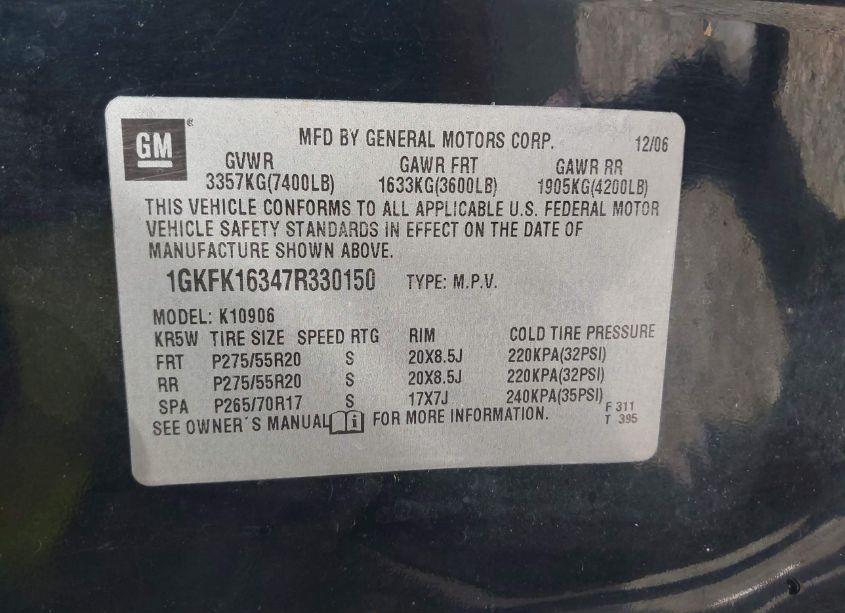 GM ®
MFD BY GENERAL MOTORS CORP. 12/06
GVWR GAWR FRT GAWR RR
3357KG(7400LB) 1633KG(3600LB) 1905KG(4200LB)
THIS VEHICLE CONFORMS TO ALL APPLICABLE U.S. FEDERAL MOTOR
VEHICLE SAFETY STANDARDS IN EFFECT ON THE DATE OF
MANUFACTURE SHOWN ABOVE.
1GKFK16347R330150 TYPE: M.P.V.
MODEL: K10906
KR5W TIRE SIZE SPEED RTG RIM COLD TIRE PRESSURE
FRT P275/55R20 S 20X8.5J 220KPA(32PSI)
RR P275/55R20 S 20X8.5J 220KPA(32PSI)
SPA P265/70R17 S 17X7J 240KPA(35PSI)
SEE OWNER´S MANUAL i FOR MORE INFORMATION. F 311
T 395